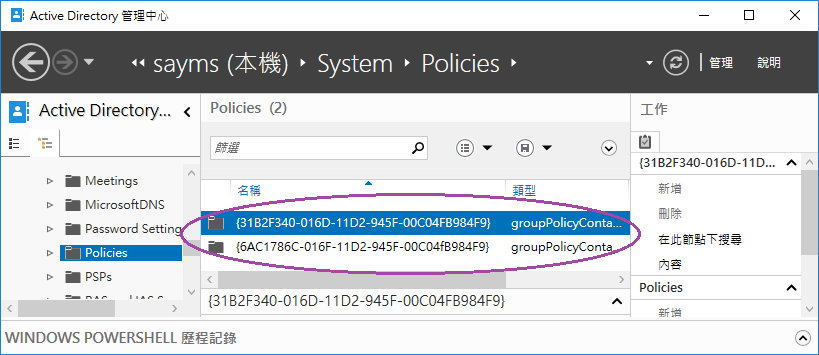 Active Directory 管理中心
sayms (本機) System Policies 管理 說明
Active Directory...
Meetings
MicrosoftDNS
Password Setting
Policies
PSPs
Policies (2)
篩選
名稱 類型
{31B2F340-016D-11D2-945F-00C04FB984F9} groupPolicyConta...
{6AC1786C-016F-11D2-945F-00C04fB984F9} groupPolicyConta
{31B2F340-016D-11D2-945F-00C04FB984F9}
工作
{31B2F340-016D-11D...
新增
刪除
在此節點下搜尋
內容
Policies
新增
WINDOWS POWERSHELL 歷程記錄